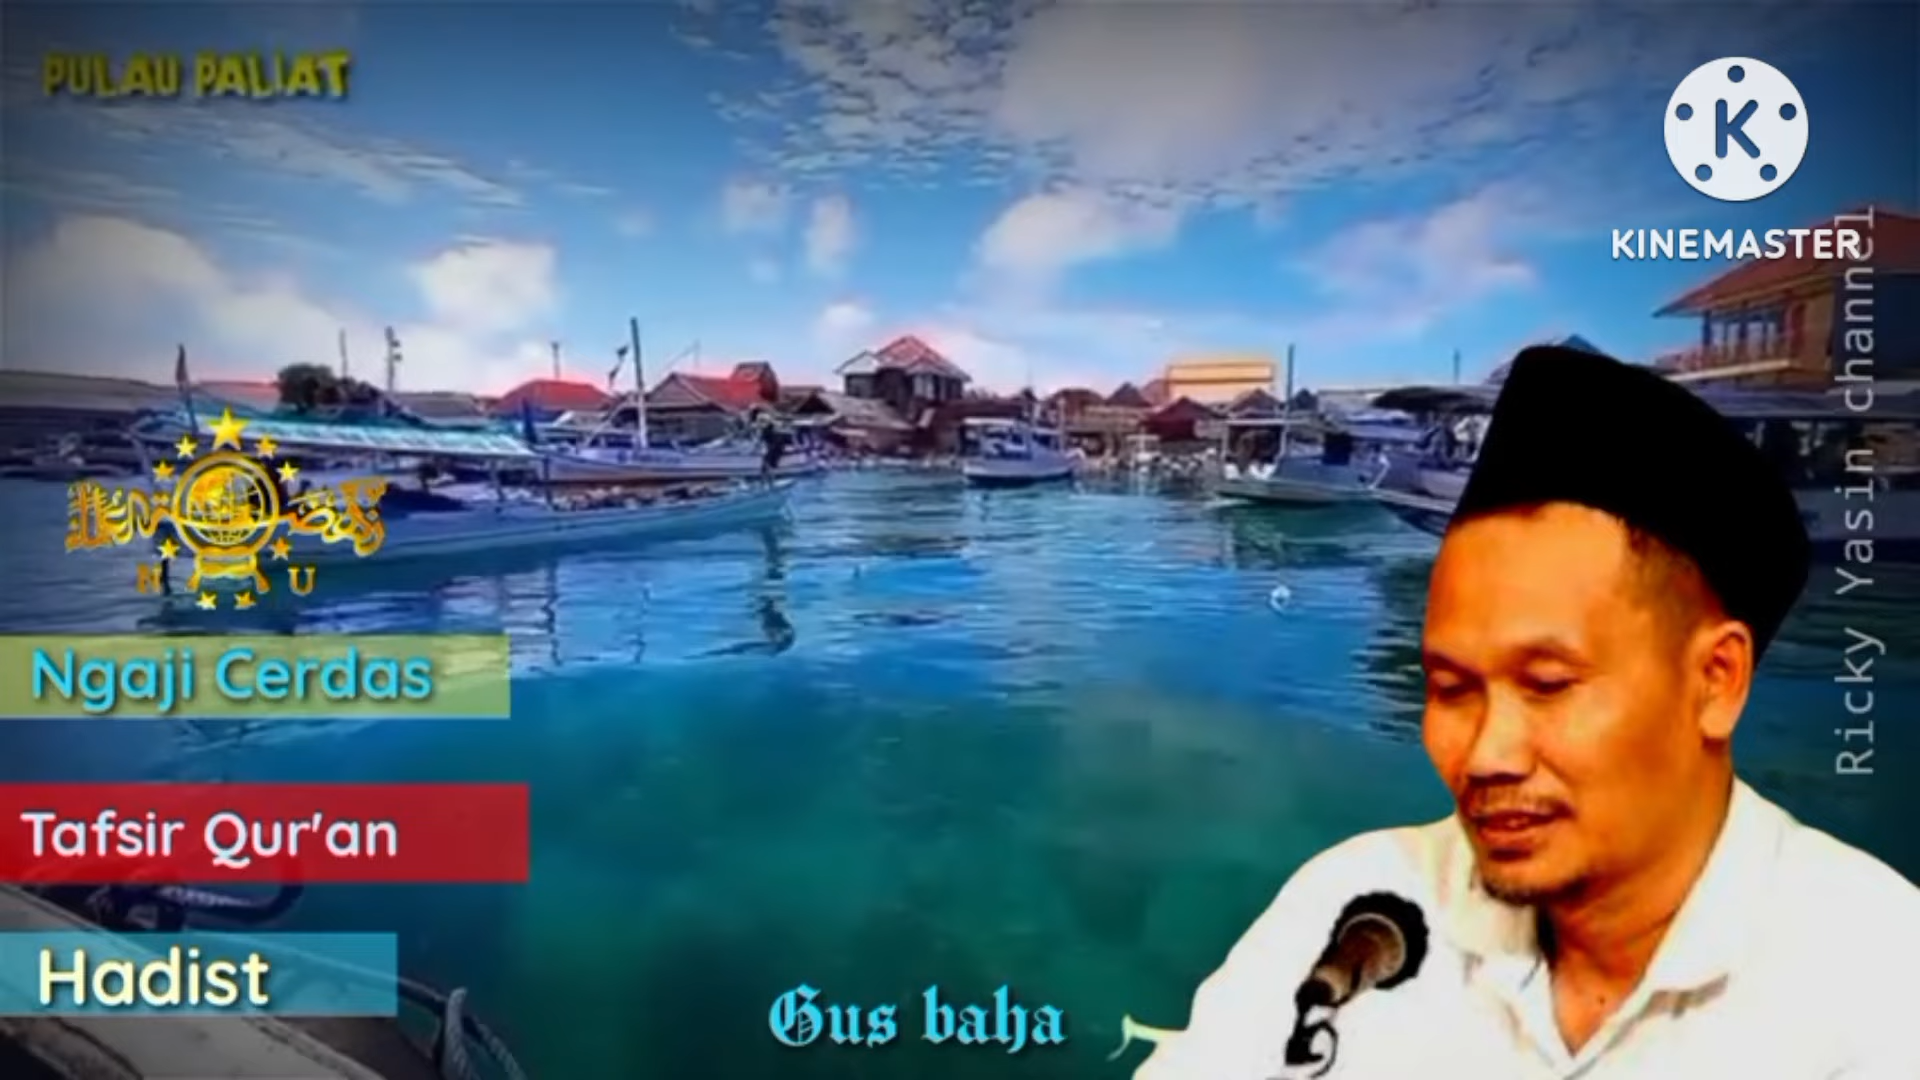 PULAU PALIAT
K
KINEMASTER
Ricky Yasin channel
N U
Ngaji Cerdas
Tafsir Qur'an
Hadist
Gus baha